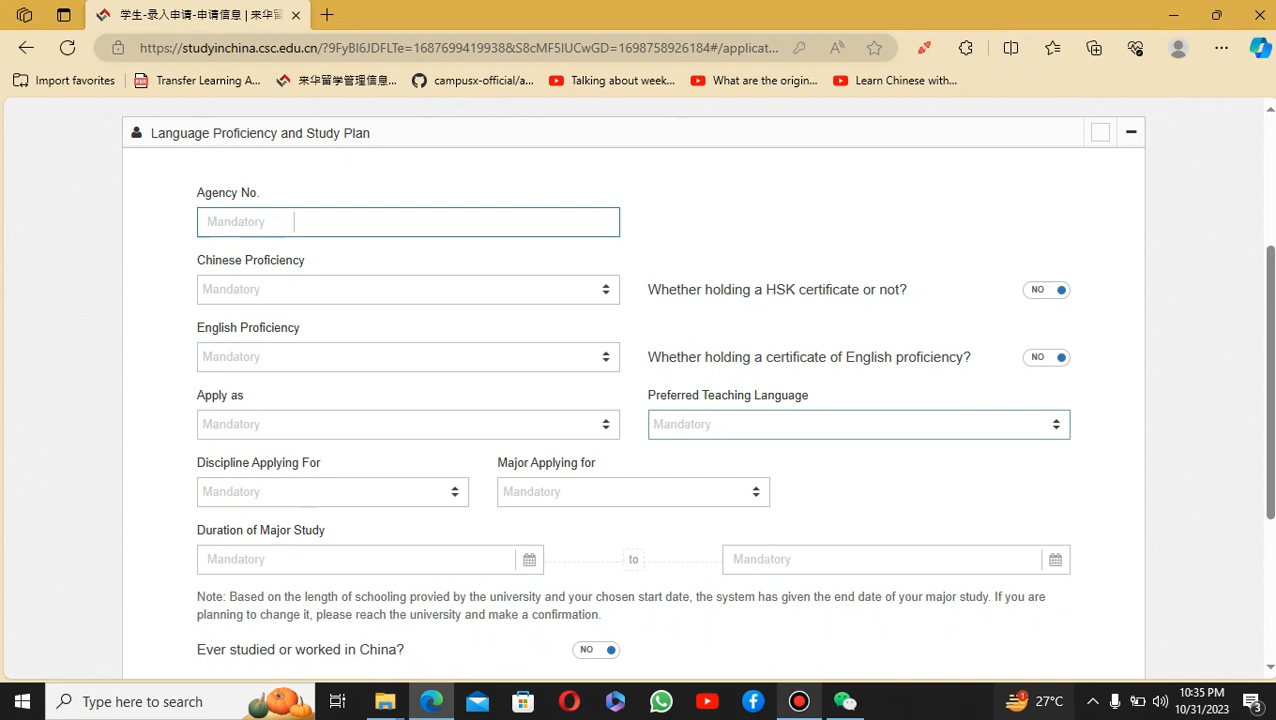 学生-录入申请-申请信息 | 来华留
https://studyinchina.csc.edu.cn/?9FyBI6JDFLTe=1687699419938&S8cMF5IUCwGD=1698758926184#/applicat...
Import favorites
Transfer Learning A...
来华留学管理信息...
campusx-official/a...
Talking about week...
What are the origin...
Learn Chinese with...
Language Proficiency and Study Plan
Agency No.
Mandatory
Chinese Proficiency
Mandatory
Whether holding a HSK certificate or not?
NO
English Proficiency
Mandatory
Whether holding a certificate of English proficiency?
NO
Apply as
Preferred Teaching Language
Mandatory
Mandatory
Discipline Applying For
Major Applying for
Mandatory
Mandatory
Duration of Major Study
Mandatory
to
Mandatory
Note: Based on the length of schooling provied by the university and your chosen start date, the system has given the end date of your major study. If you are
planning to change it, please reach the university and make a confirmation.
Ever studied or worked in China?
NO
Type here to search
27°C
10:35 PM
10/31/2023
3